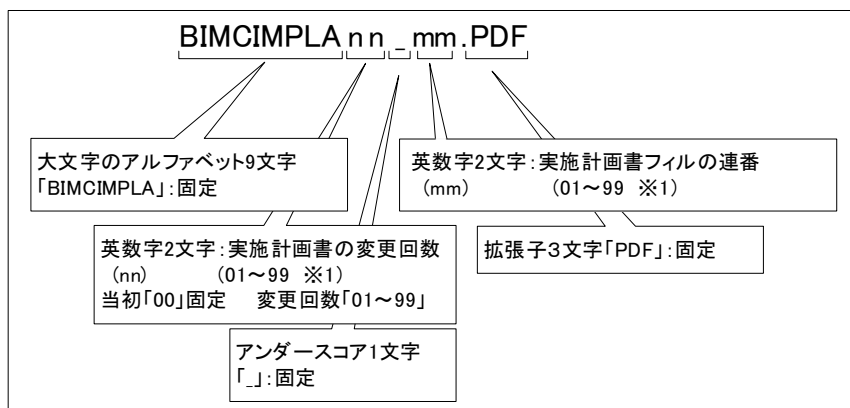 BIMCIMPLAnn_mm.PDF
大文字のアルファベット9文字
「BIMCIMPLA」:固定
英数字2文字:実施計画書フィルの連番
(mm) (01～99 ※1)
英数字2文字:実施計画書の変更回数
(nn) (01～99 ※1)
当初「00」固定 変更回数「01～99」
拡張子3文字「PDF」:固定
アンダースコア1文字
「_」:固定